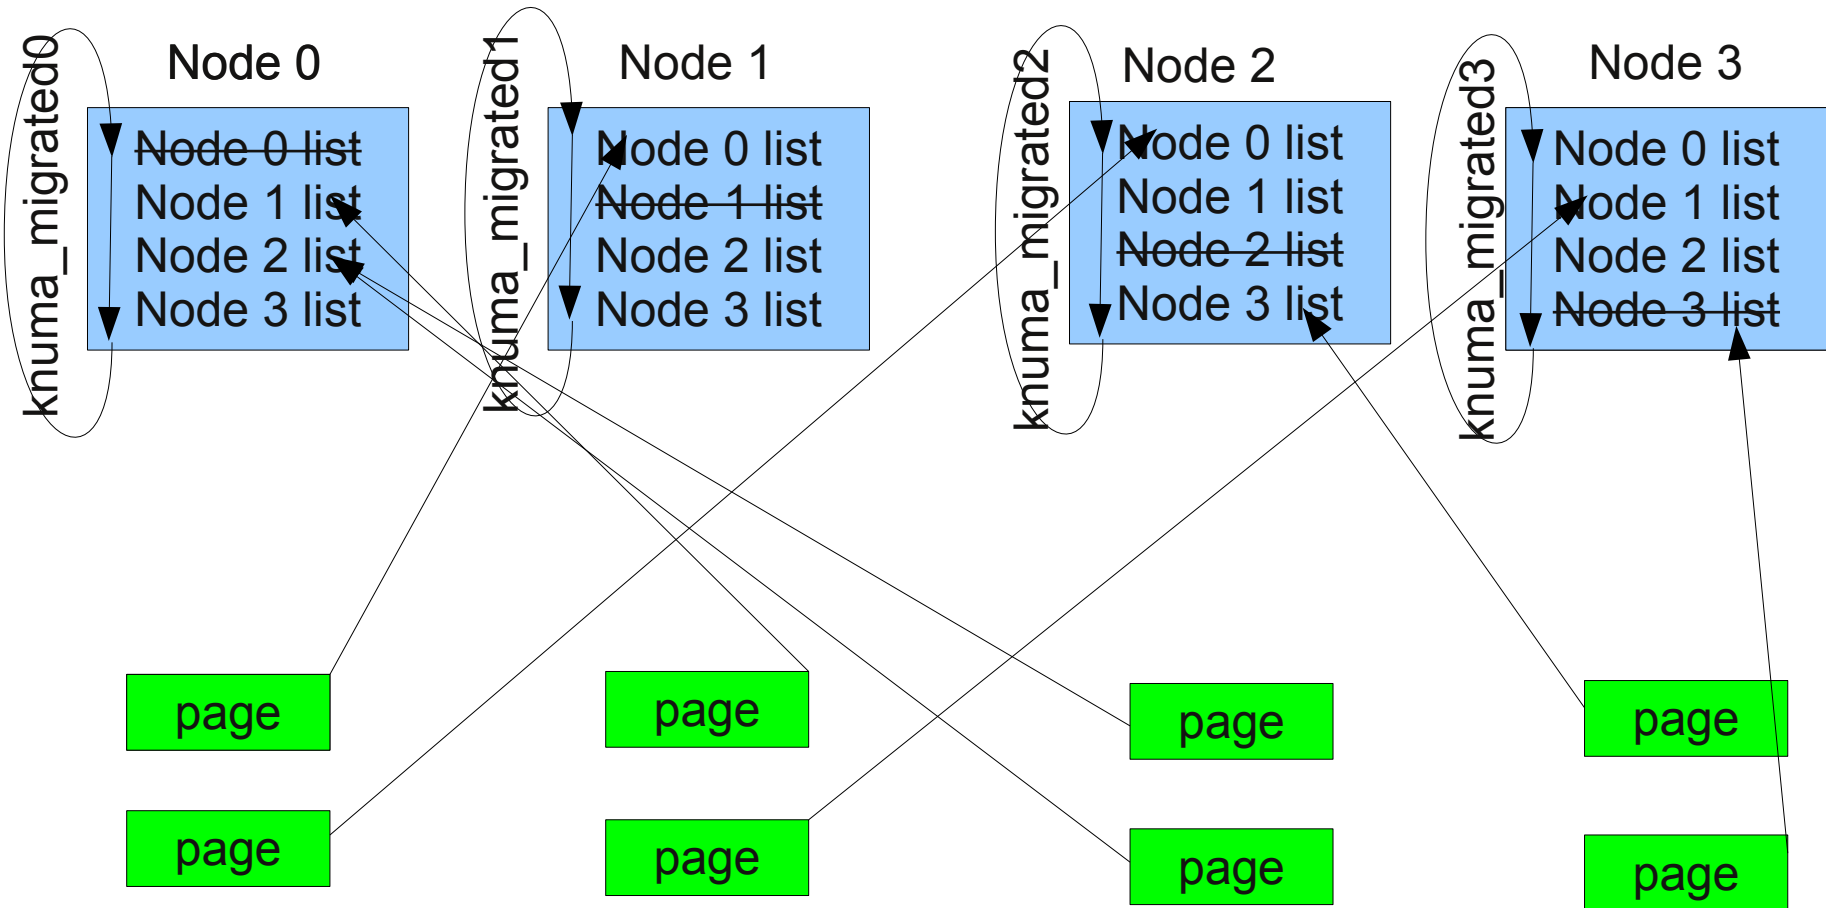 knuma_migrated0
Node 0
Node 0 list
Node 1 list
Node 2 list
Node 3 list
knuma_migrated1
Node 1
Node 0 list
Node 1 list
Node 2 list
Node 3 list
knuma_migrated2
Node 2
Node 0 list
Node 1 list
Node 2 list
Node 3 list
knuma_migrated3
Node 3
Node 0 list
Node 1 list
Node 2 list
Node 3 list
page
page
page
page
page
page
page
page